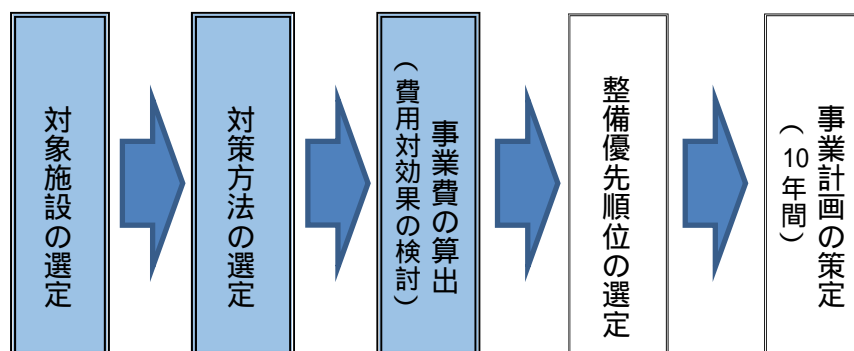 対象施設の選定
対策方法の選定
事業費の算出
(費用対効果の検討)
整備優先順位の選定
事業計画の策定
(10年間)